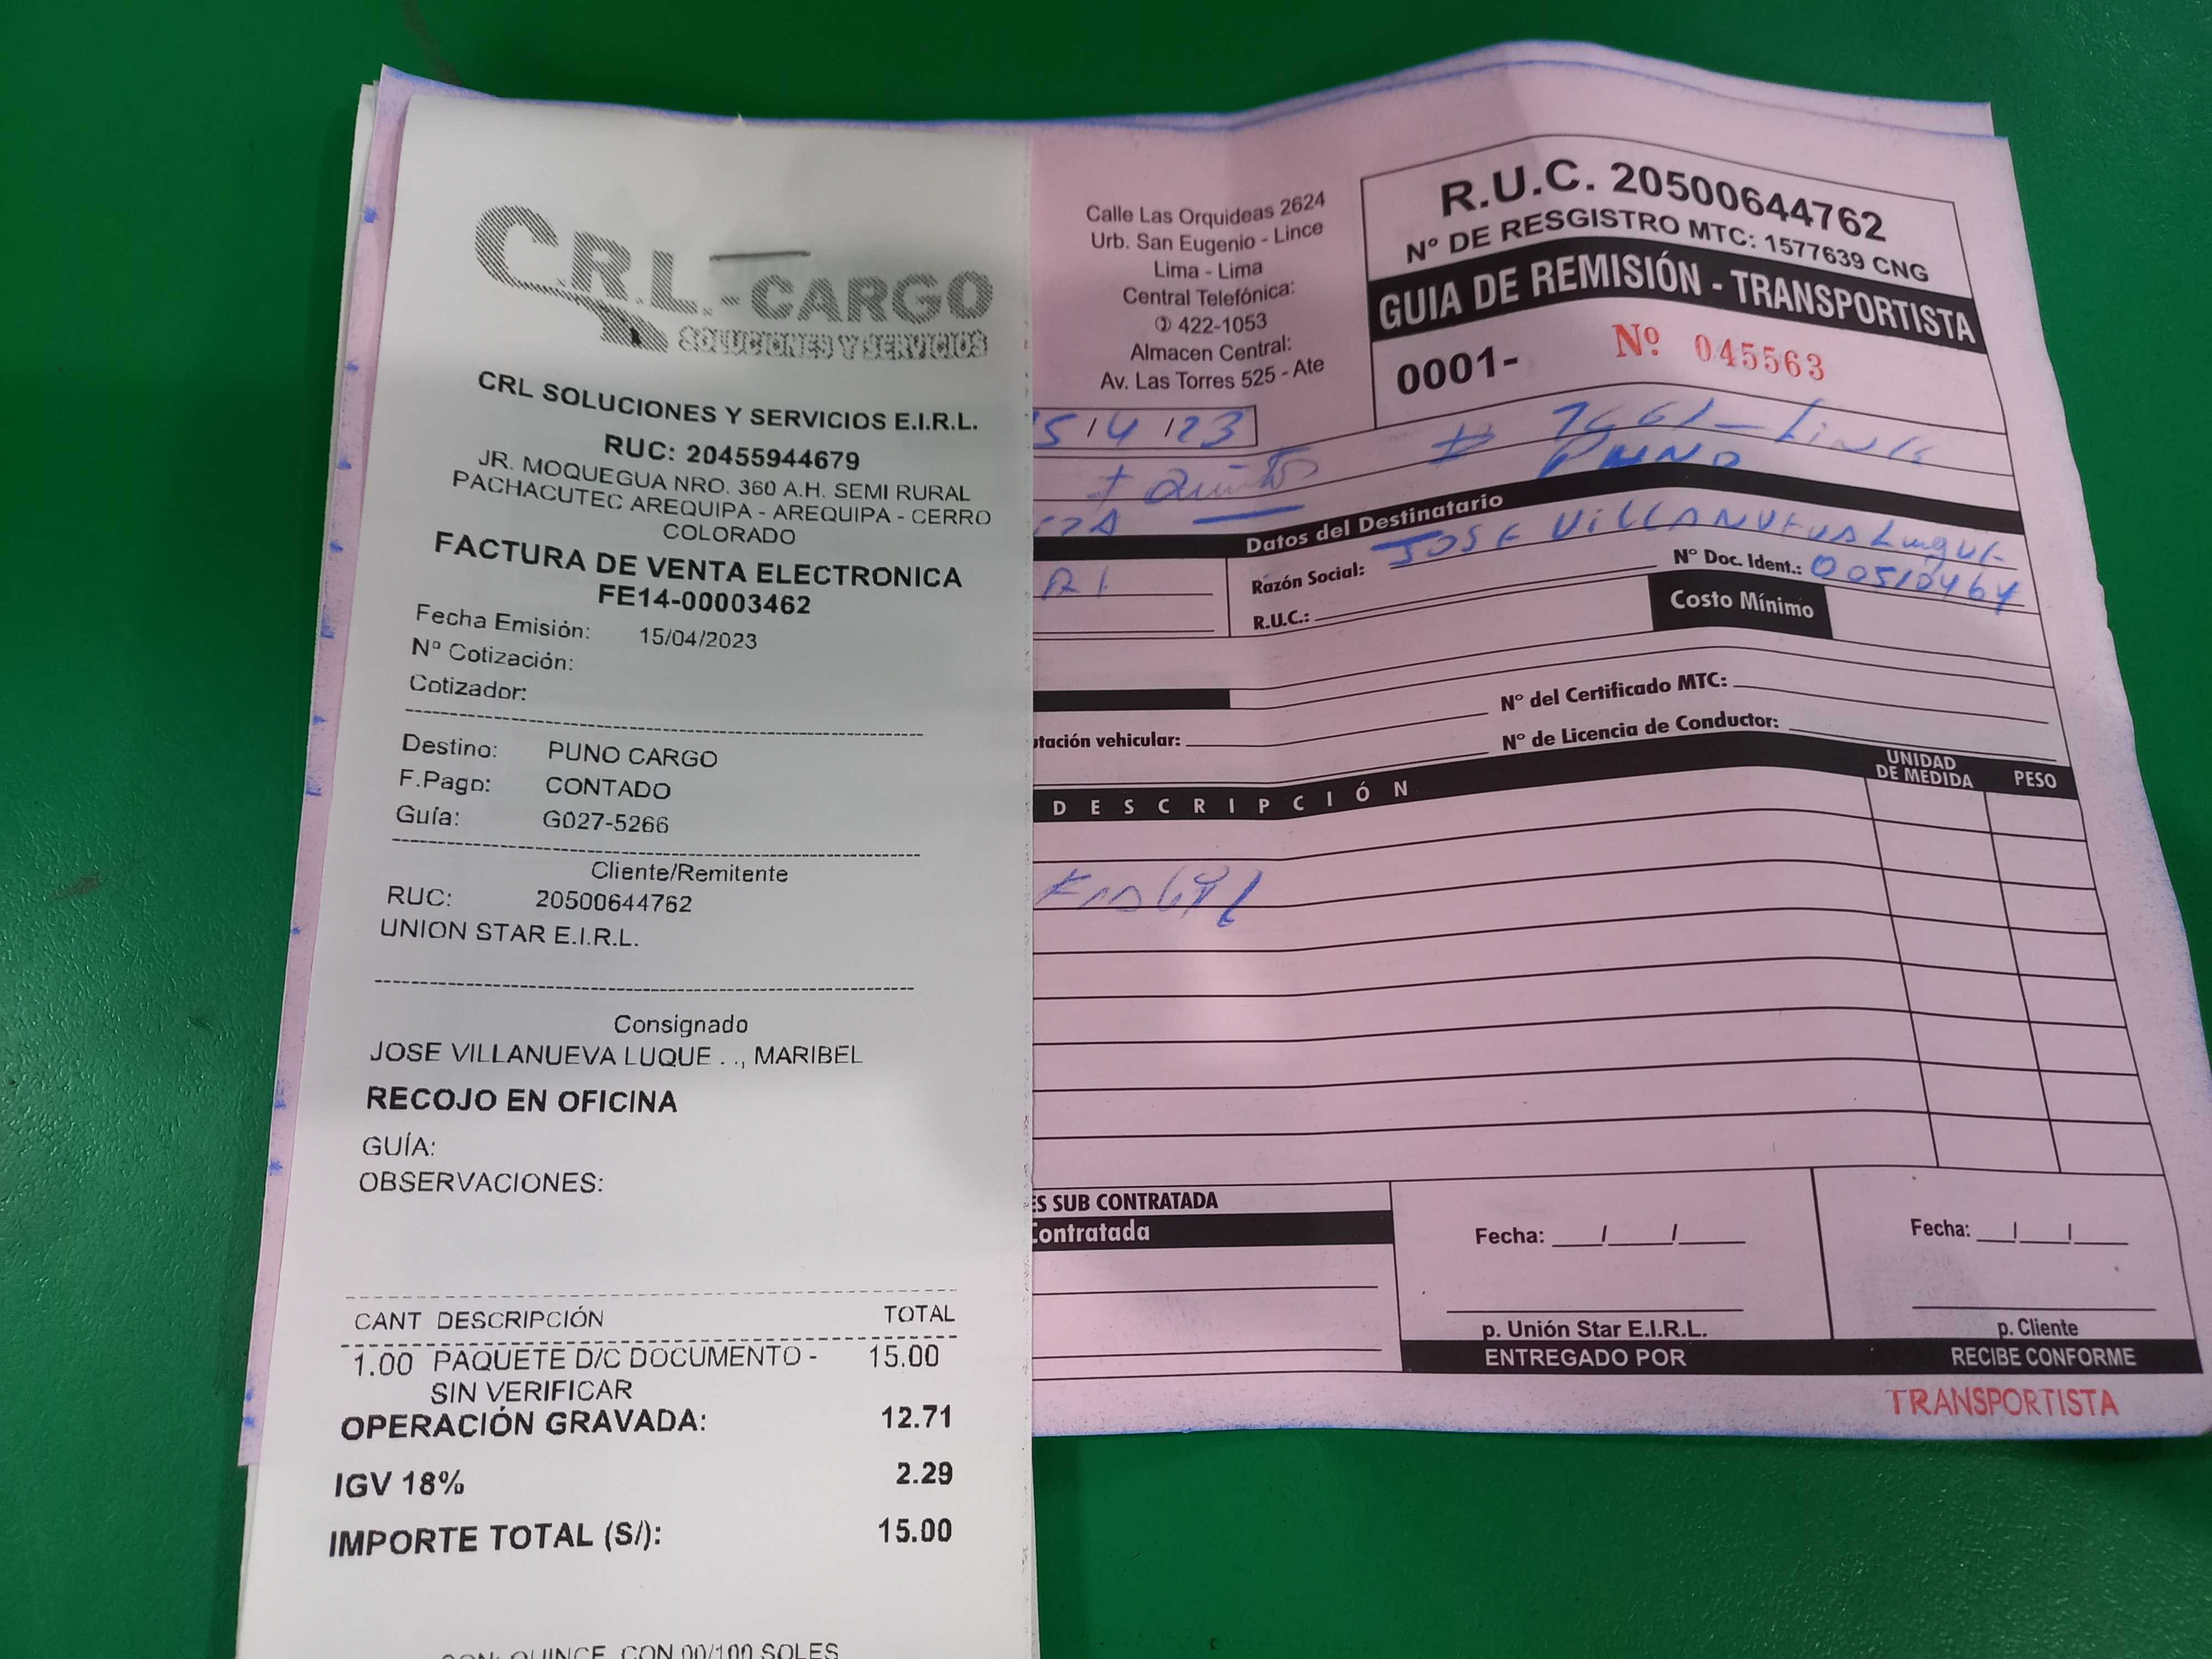 C.R.L.-CARGO
SOLUCIONES Y SERVICIOS
CRL SOLUCIONES Y SERVICIOS E.I.R.L.
RUC: 20455944679
JR. MOQUEGUA NRO. 360 A.H. SEMI RURAL
PACHACUTEC AREQUIPA - AREQUIPA - CERRO
COLORADO
FACTURA DE VENTA ELECTRONICA
FE14-00003462
Fecha Emisión: 15/04/2023
Nº Cotización:
Cotizador:
Destino: PUNO CARGO
F.Pago: CONTADO
Guía: G027-5266
Cliente/Remitente
RUC: 20500644762
UNION STAR E.I.R.L.
Consignado
JOSE VILLANUEVA LUQUE . ., MARIBEL
RECOJO EN OFICINA
GUÍA:
OBSERVACIONES:
CANT DESCRIPCIÓN TOTAL
1.00 PAQUETE D/C DOCUMENTO - 15.00
SIN VERIFICAR
OPERACIÓN GRAVADA: 12.71
IGV 18% 2.29
IMPORTE TOTAL (S/): 15.00
SON: QUINCE CON 00/100 SOLES
Calle Las Orquideas 2624
Urb. San Eugenio - Lince
Lima - Lima
Central Telefónica:
422-1053
Almacen Central:
Av. Las Torres 525 - Ate
R.U.C. 20500644762
Nº DE RESGISTRO MTC: 1577639 CNG
GUIA DE REMISIÓN - TRANSPORTISTA
0001- Nº 045563
5/4/23
PUNO
Datos del Destinatario
Razón Social: JOSE VILLANUEVA Luque
Nº Doc. Ident.: 00510464
R.U.C.:
Costo Mínimo
Nº del Certificado MTC:
tación vehicular:
Nº de Licencia de Conductor:
DESCRIPCIÓN UNIDAD DE MEDIDA PESO
ES SUB CONTRATADA
Contratada
Fecha: / /
p. Unión Star E.I.R.L.
ENTREGADO POR
Fecha: / /
p. Cliente
RECIBE CONFORME
TRANSPORTISTA